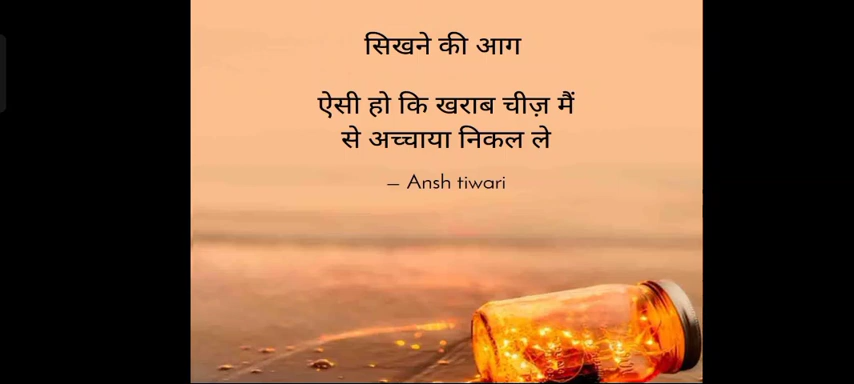 सिखने की आग
ऐसी हो कि खराब चीज़ मैं
से अच्चाया निकल ले
– Ansh tiwari